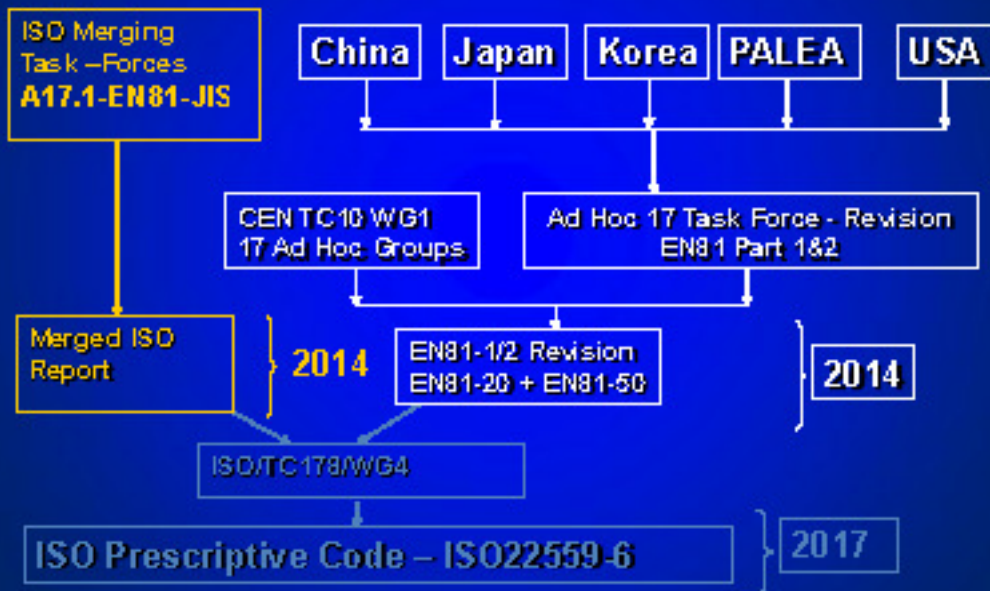 ISO Merging
Task –Forces
A17.1-EN81-JIS
China
Japan
Korea
PALEA
USA
CEN TC10 WG1
17 Ad Hoc Groups
Ad Hoc 17 Task Force - Revision
EN81 Part 1&2
Merged ISO
Report
2014
EN81-1/2 Revision
EN81-20 + EN81-50
2014
ISO/TC178/WG4
ISO Prescriptive Code – ISO22559-6
2017